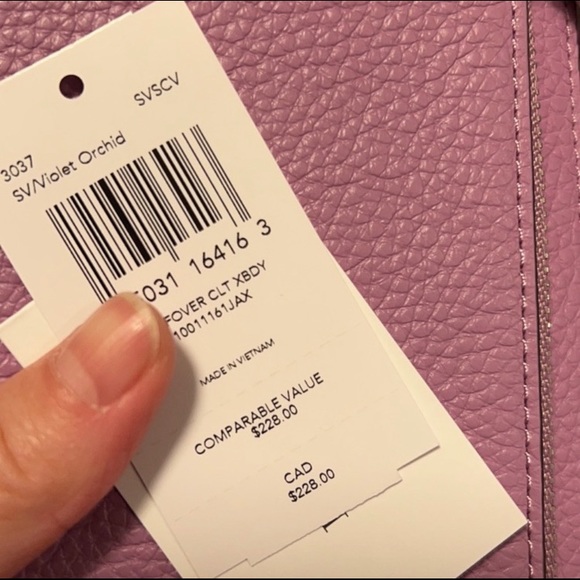 SVSCV
3037
SV/Violet Orchid
5031 16416 3
FOVER CLT XBDY
10011161JAX
MADE IN VIETNAM
COMPARABLE VALUE
$228.00
CAD
$228.00